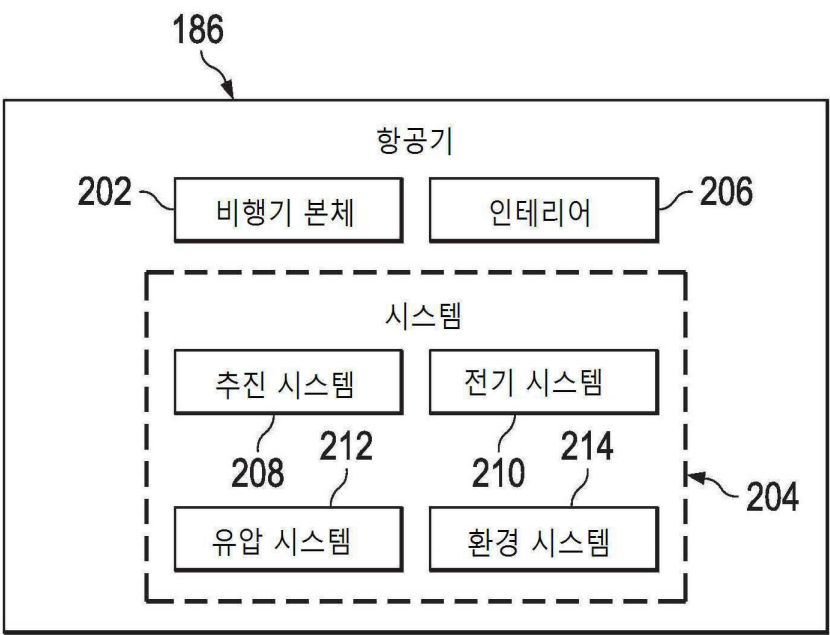 186
항공기
202 비행기 본체 인테리어 206
시스템
추진 시스템 전기 시스템
208 212 210 214
204
유압 시스템 환경 시스템